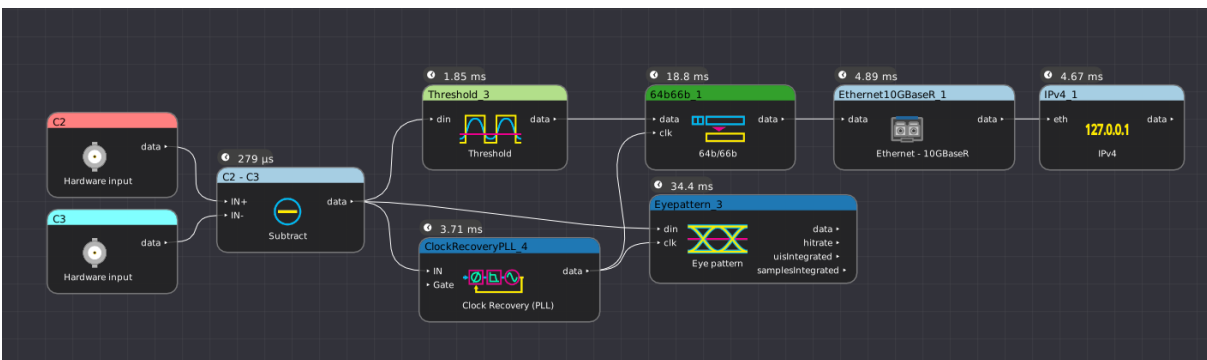 C2
data
Hardware input
C3
data
Hardware input
279 µs
C2 - C3
IN+
data
IN-
Subtract
1.85 ms
Threshold_3
din
data
Threshold
3.71 ms
ClockRecoveryPLL_4
IN
data
Gate
Clock Recovery (PLL)
18.8 ms
64b66b_1
data
data
clk
64b/66b
34.4 ms
Eyepattern_3
din
data
clk
hitrate
uisIntegrated
samplesIntegrated
Eye pattern
4.89 ms
Ethernet10GBaseR_1
data
data
Ethernet - 10GBaseR
4.67 ms
IPv4_1
eth
data
127.0.0.1
IPv4